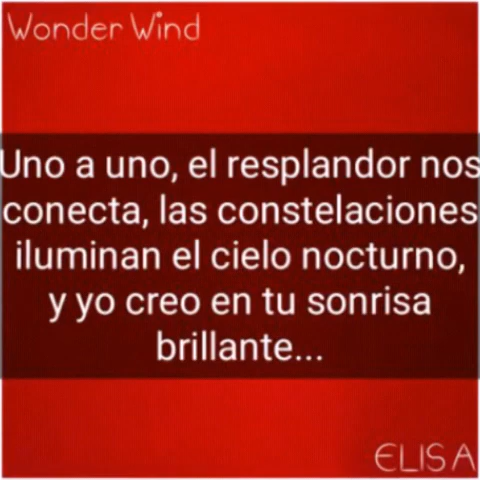 Wonder Wind
Uno a uno, el resplandor nos
conecta, las constelaciones
iluminan el cielo nocturno,
y yo creo en tu sonrisa
brillante...
ELISA